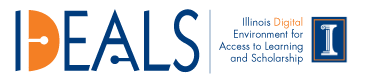 IDEALS
Illinois Digital
Environment for
Access to Learning
and Scholarship
I